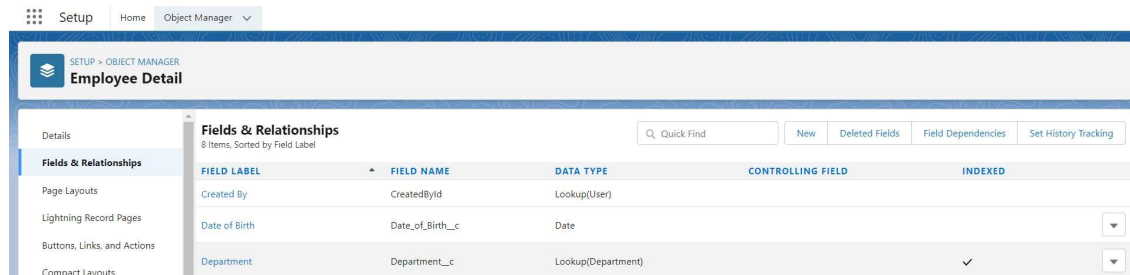 Setup Home Object Manager
SETUP > OBJECT MANAGER
Employee Detail
Details
Fields & Relationships
Page Layouts
Lightning Record Pages
Buttons, Links, and Actions
Compact Layouts
Fields & Relationships
8 Items, Sorted by Field Label
Quick Find New Deleted Fields Field Dependencies Set History Tracking
FIELD LABEL FIELD NAME DATA TYPE CONTROLLING FIELD INDEXED
Created By CreatedById Lookup(User)
Date of Birth Date_of_Birth__c Date
Department Department__c Lookup(Department)